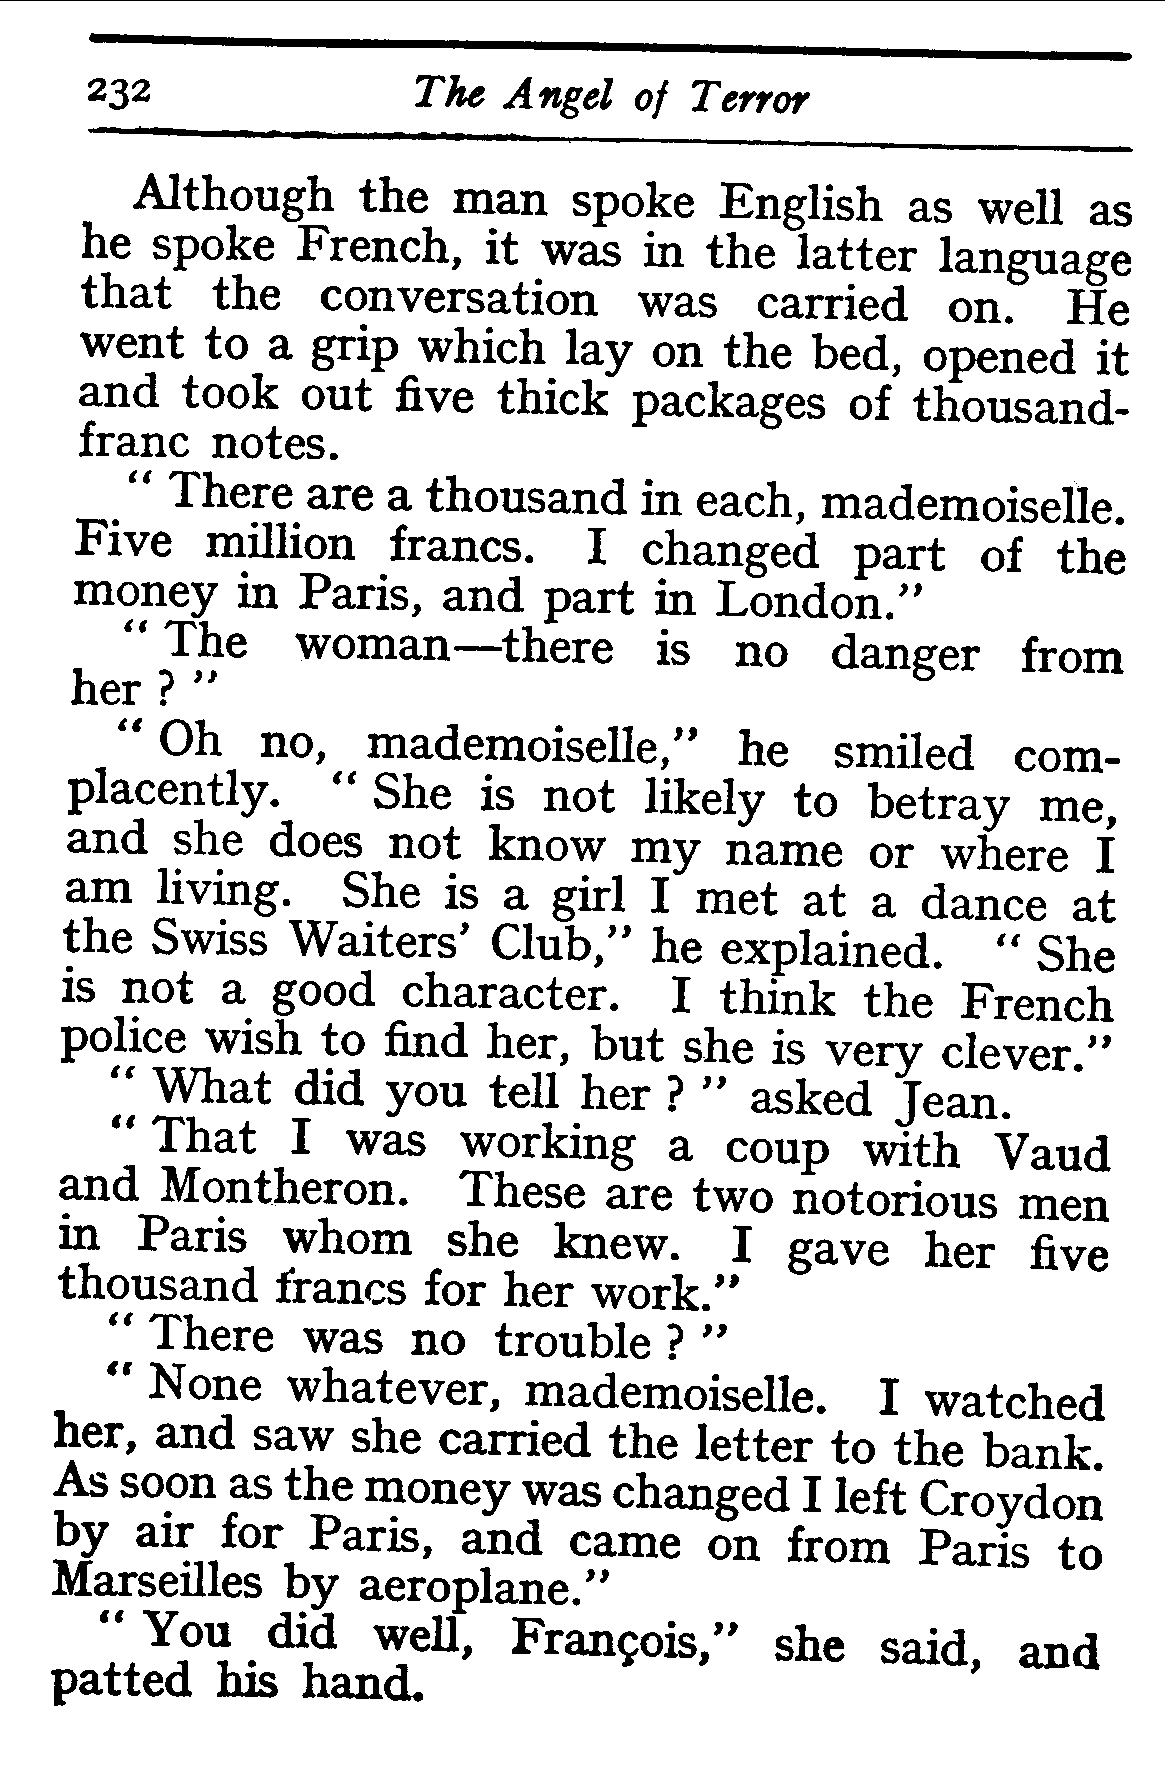 232 The Angel of Terror
Although the man spoke English as well as
he spoke French, it was in the latter language
that the conversation was carried on. He
went to a grip which lay on the bed, opened it
and took out five thick packages of thousand-
franc notes.
“ There are a thousand in each, mademoiselle.
Five million francs. I changed part of the
money in Paris, and part in London.”
“ The woman—there is no danger from
her ? ”
“ Oh no, mademoiselle,” he smiled com-
placently. “ She is not likely to betray me,
and she does not know my name or where I
am living. She is a girl I met at a dance at
the Swiss Waiters’ Club,” he explained. “ She
is not a good character. I think the French
police wish to find her, but she is very clever.”
“ What did you tell her ? ” asked Jean.
“ That I was working a coup with Vaud
and Montheron. These are two notorious men
in Paris whom she knew. I gave her five
thousand francs for her work.”
“ There was no trouble ? ”
“ None whatever, mademoiselle. I watched
her, and saw she carried the letter to the bank.
As soon as the money was changed I left Croydon
by air for Paris, and came on from Paris to
Marseilles by aeroplane.”
“ You did well, François,” she said, and
patted his hand.